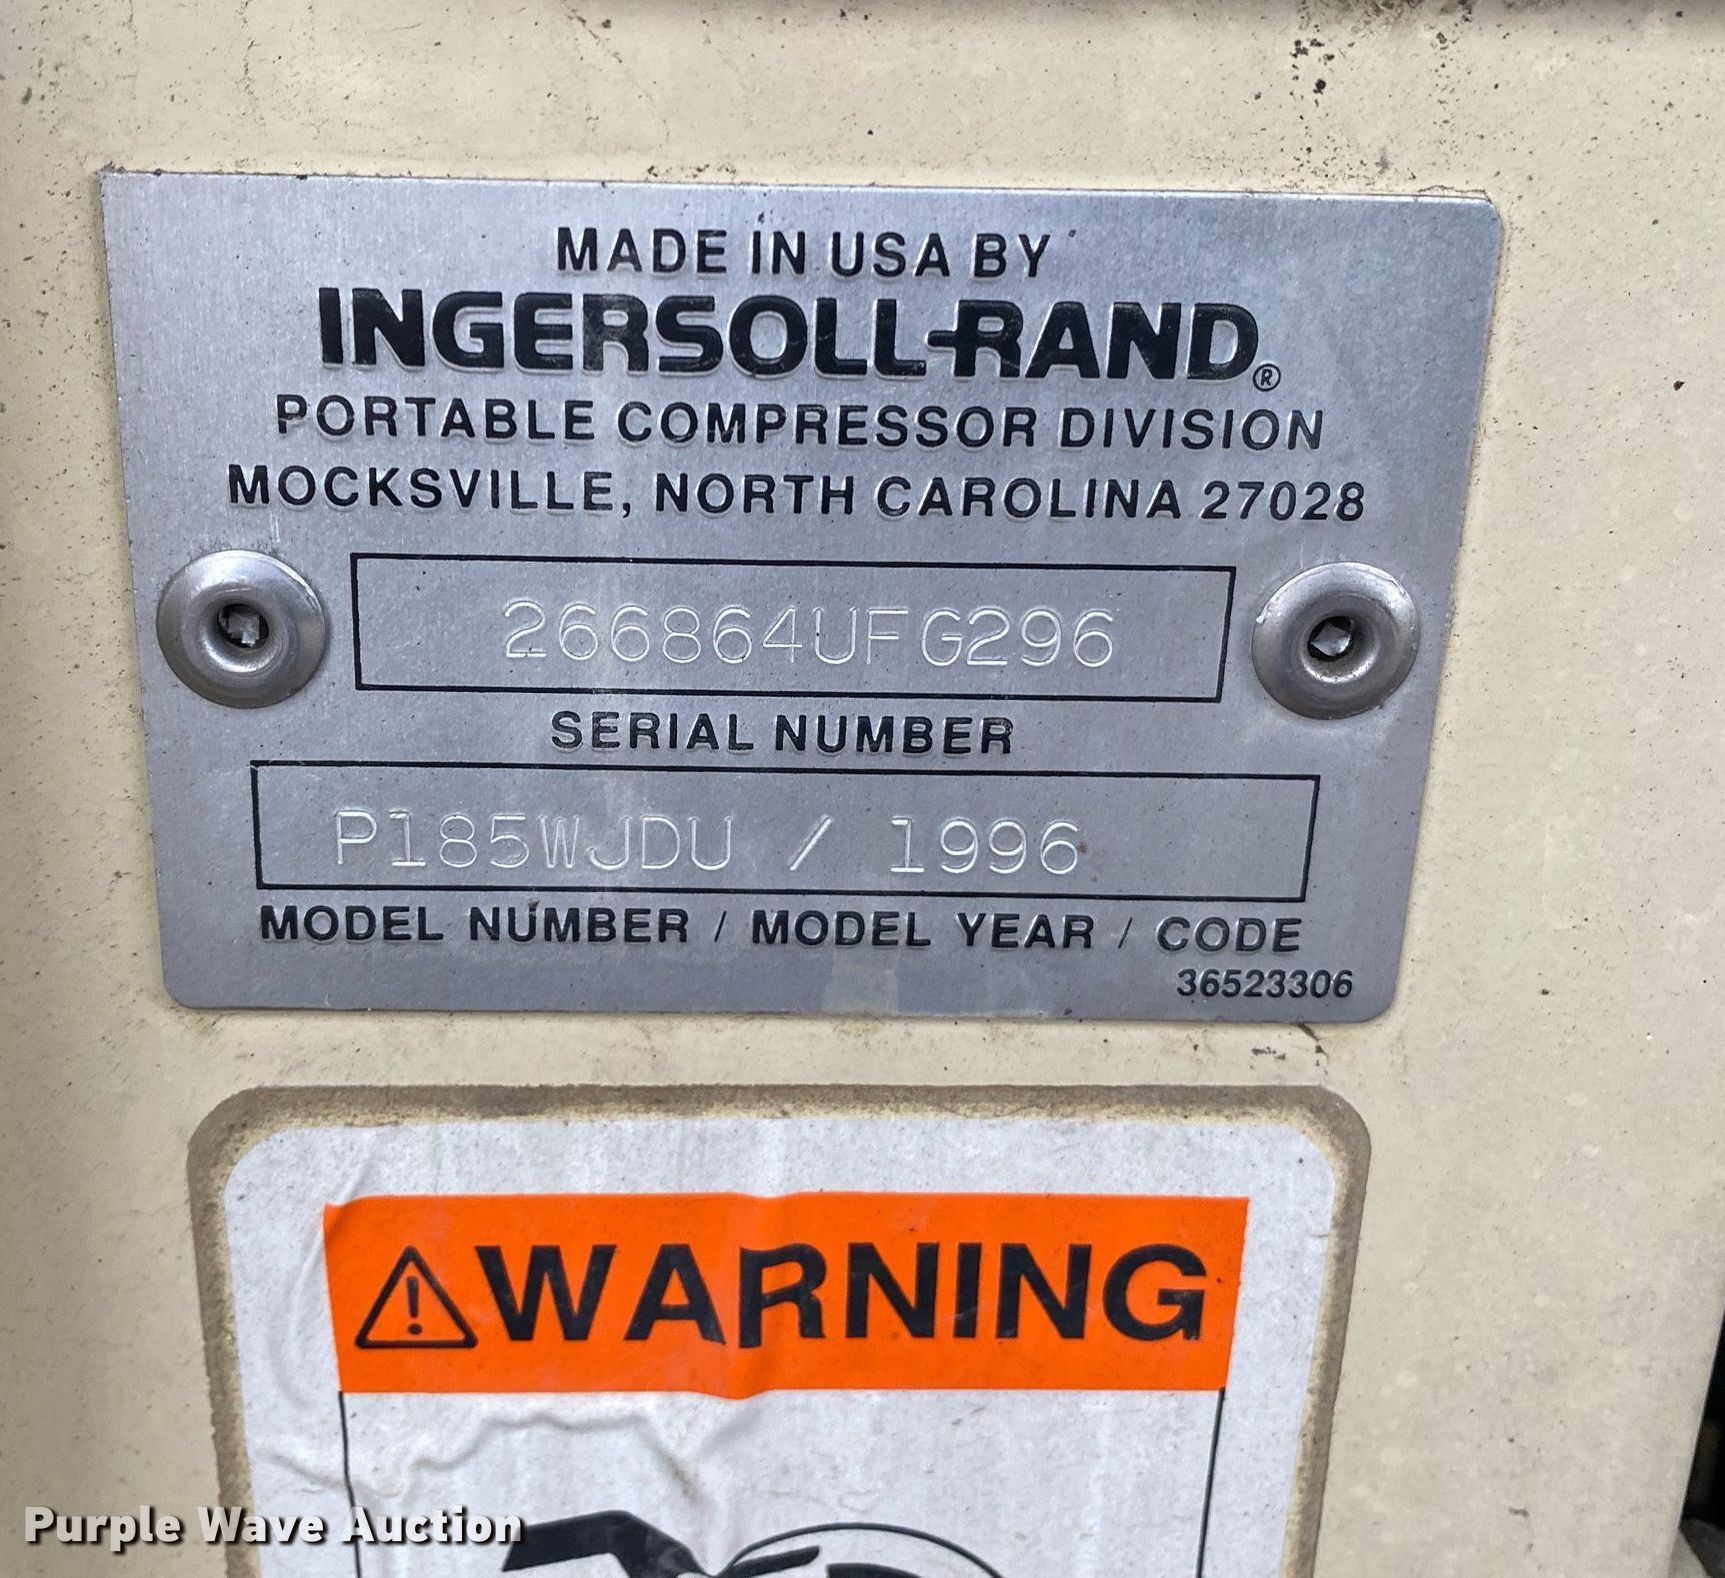 MADE IN USA BY
INGERSOLL-RAND®
PORTABLE COMPRESSOR DIVISION
MOCKSVILLE, NORTH CAROLINA 27028
266864UFG296
SERIAL NUMBER
P185WJDU / 1996
MODEL NUMBER / MODEL YEAR / CODE
36523306
WARNING
Purple Wave Auction